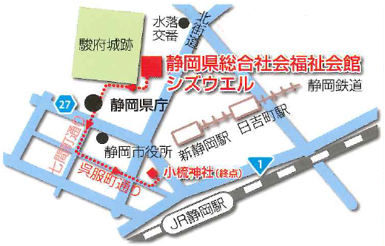 水落
交番
北街道
駿府城跡
静岡県総合社会福祉会館
シズウエル
静岡鉄道
27
静岡県庁
日吉町駅
新静岡駅
七間町通り
静岡市役所
呉服町通り
小梳神社(終点)
1
JR静岡駅